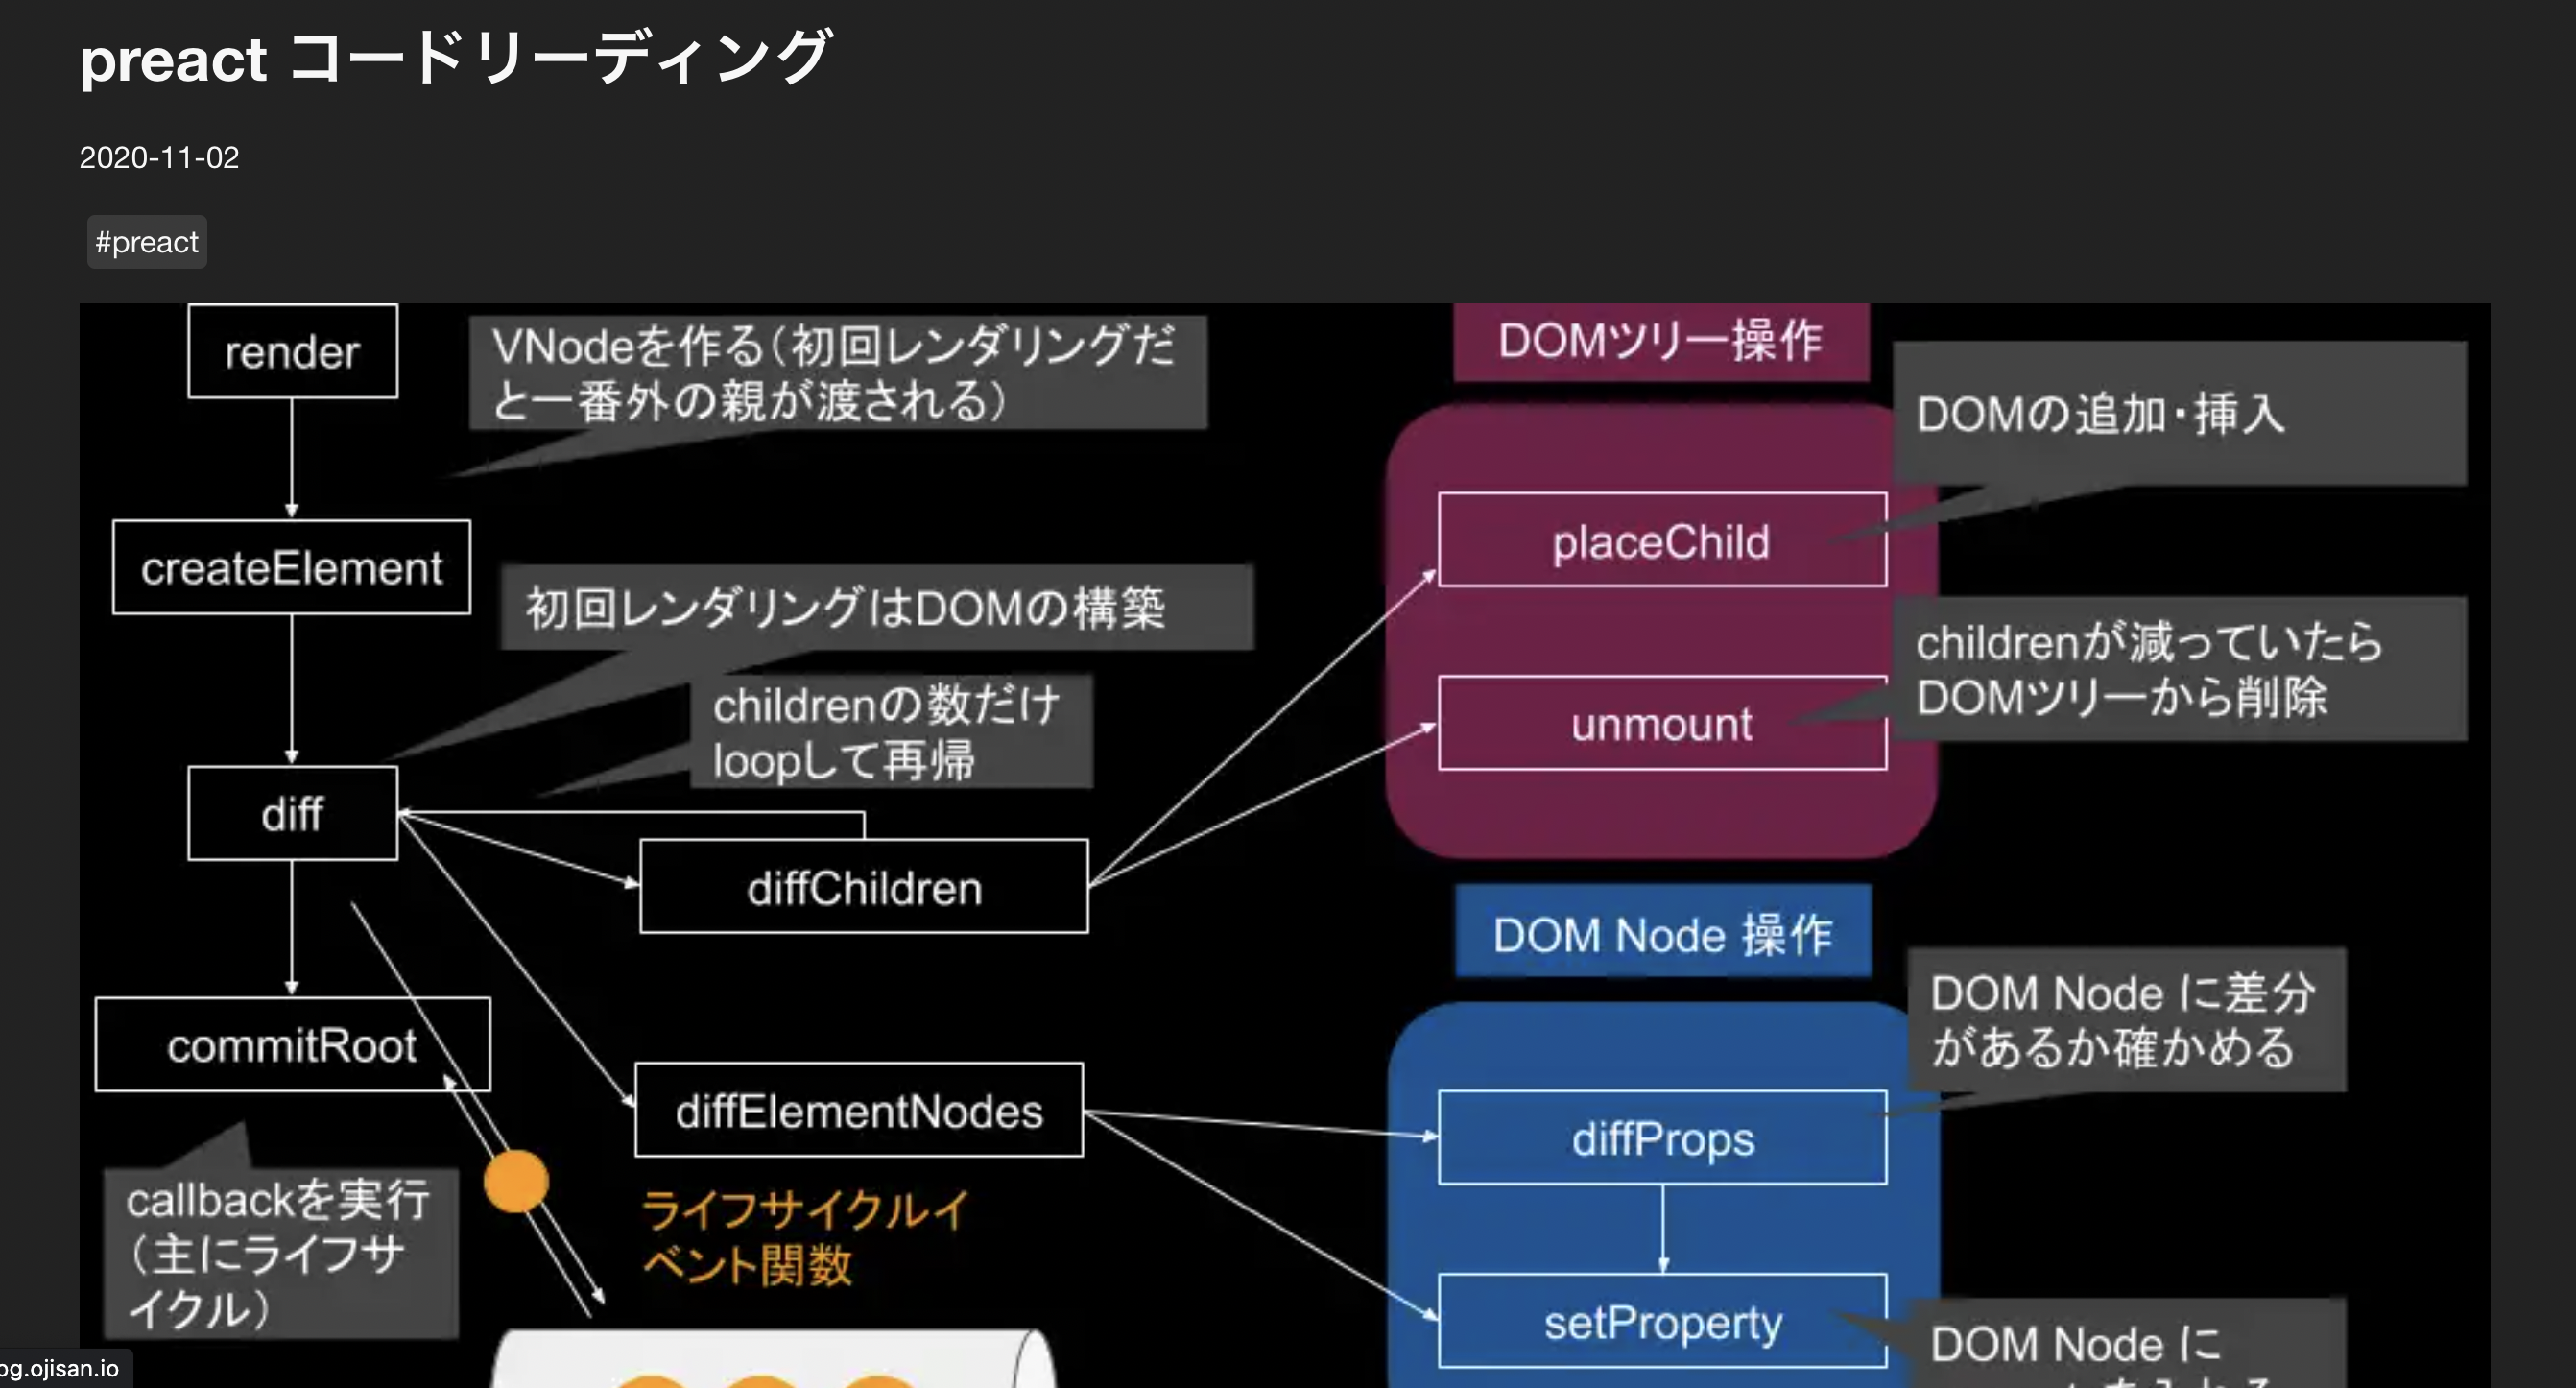 preact コードリーディング
2020-11-02
#preact
render
VNodeを作る（初回レンダリングだ
と一番外の親が渡される）
createElement
初回レンダリングはDOMの構築
childrenの数だけ
loopして再帰
diff
diffChildren
commitRoot
diffElementNodes
callbackを実行
（主にライフサ
イクル）
ライフサイクルイ
ベント関数
DOMツリー操作
DOMの追加・挿入
placeChild
childrenが減っていたら
DOMツリーから削除
unmount
DOM Node 操作
DOM Node に差分
があるか確かめる
diffProps
setProperty
DOM Node に
og.ojisan.io